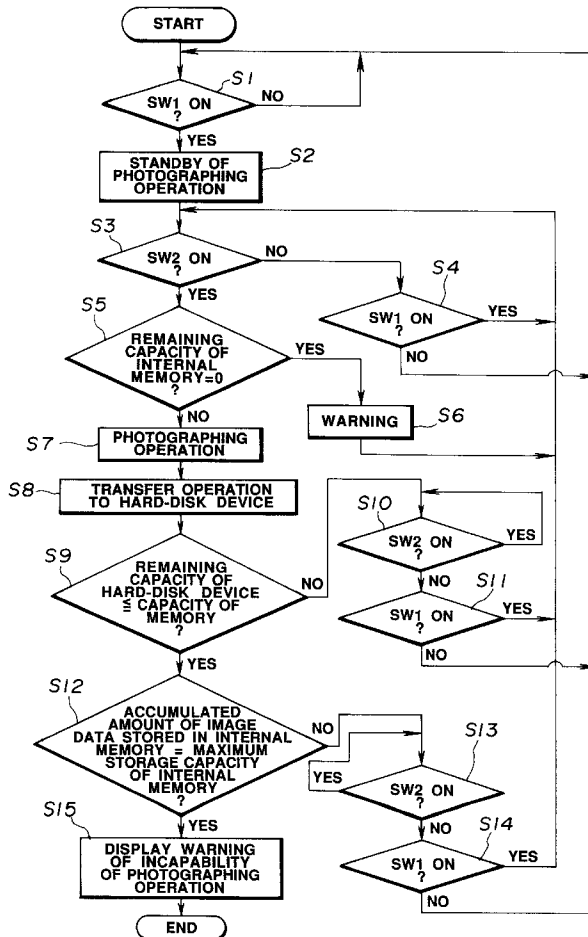 START
S1
SW1 ON
?
NO
YES
S2
STANDBY OF
PHOTOGRAPHING
OPERATION
S3
SW2 ON
?
NO
YES
S4
SW1 ON
?
YES
NO
S5
REMAINING
CAPACITY OF
INTERNAL
MEMORY=0
?
YES
NO
WARNING
S6
S7
PHOTOGRAPHING
OPERATION
S8
TRANSFER OPERATION
TO HARD-DISK DEVICE
S9
REMAINING
CAPACITY OF
HARD-DISK DEVICE
≦ CAPACITY OF
MEMORY
?
NO
YES
S10
SW2 ON
?
YES
NO
S11
SW1 ON
?
YES
NO
S12
ACCUMULATED
AMOUNT OF IMAGE
DATA STORED IN INTERNAL
MEMORY = MAXIMUM
STORAGE CAPACITY
OF INTERNAL
MEMORY
?
NO
YES
S13
YES
SW2 ON
?
NO
S14
SW1 ON
?
YES
NO
S15
DISPLAY WARNING
OF INCAPABILITY
OF PHOTOGRAPHING
OPERATION
END